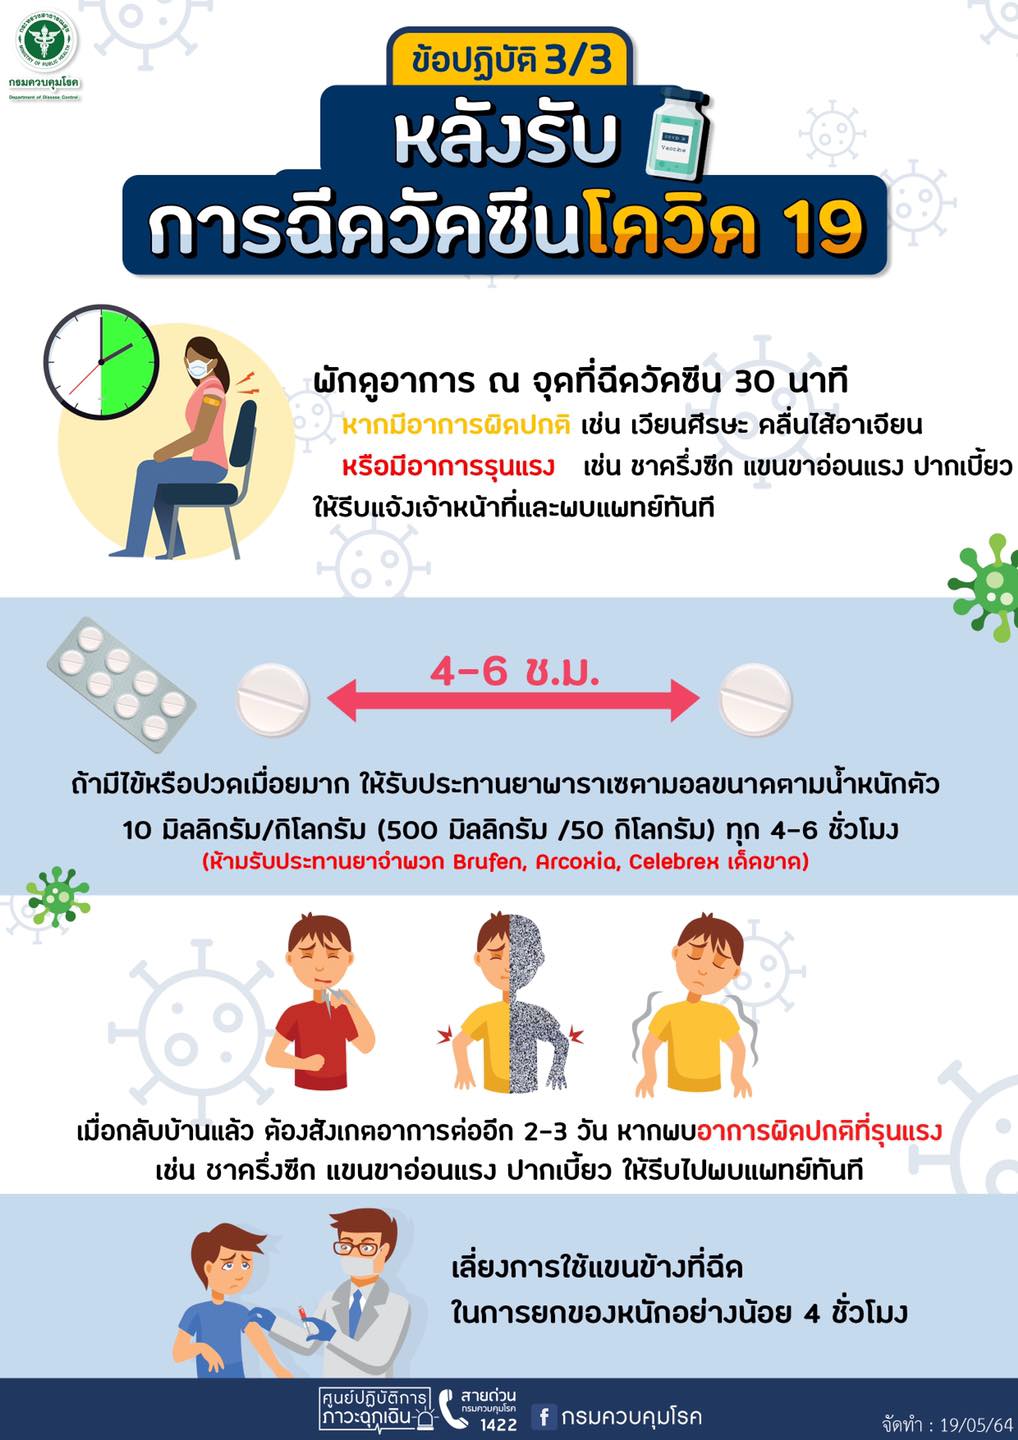 กรมควบคุมโรค
Department of Disease Control
ข้อปฏิบัติ 3/3
หลังรับ
COVID 19
Vaccine
การฉีดวัคซีนโควิด 19
พักดูอาการ ณ จุดที่ฉีดวัคซีน 30 นาที
หากมีอาการผิดปกติ เช่น เวียนศีรษะ คลื่นไส้อาเจียน
หรือมีอาการรุนแรง เช่น ชาครึ่งซีก แขนขาอ่อนแรง ปากเบี้ยว
ให้รีบแจ้งเจ้าหน้าที่และพบแพทย์ทันที
4-6 ช.ม.
ถ้ามีไข้หรือปวดเมื่อยมาก ให้รับประทานยาพาราเซตามอลขนาดตามน้ำหนักตัว
10 มิลลิกรัม/กิโลกรัม (500 มิลลิกรัม /50 กิโลกรัม) ทุก 4-6 ชั่วโมง
(ห้ามรับประทานยาจำพวก Brufen, Arcoxia, Celebrex เด็ดขาด)
เมื่อกลับบ้านแล้ว ต้องสังเกตอาการต่ออีก 2-3 วัน หากพบอาการผิดปกติที่รุนแรง
เช่น ชาครึ่งซีก แขนขาอ่อนแรง ปากเบี้ยว ให้รีบไปพบแพทย์ทันที
เลี่ยงการใช้แขนข้างที่ฉีด
ในการยกของหนักอย่างน้อย 4 ชั่วโมง
ศูนย์ปฏิบัติการ
ภาวะฉุกเฉิน
สายด่วน
กรมควบคุมโรค
1422
f กรมควบคุมโรค
จัดทำ : 19/05/64